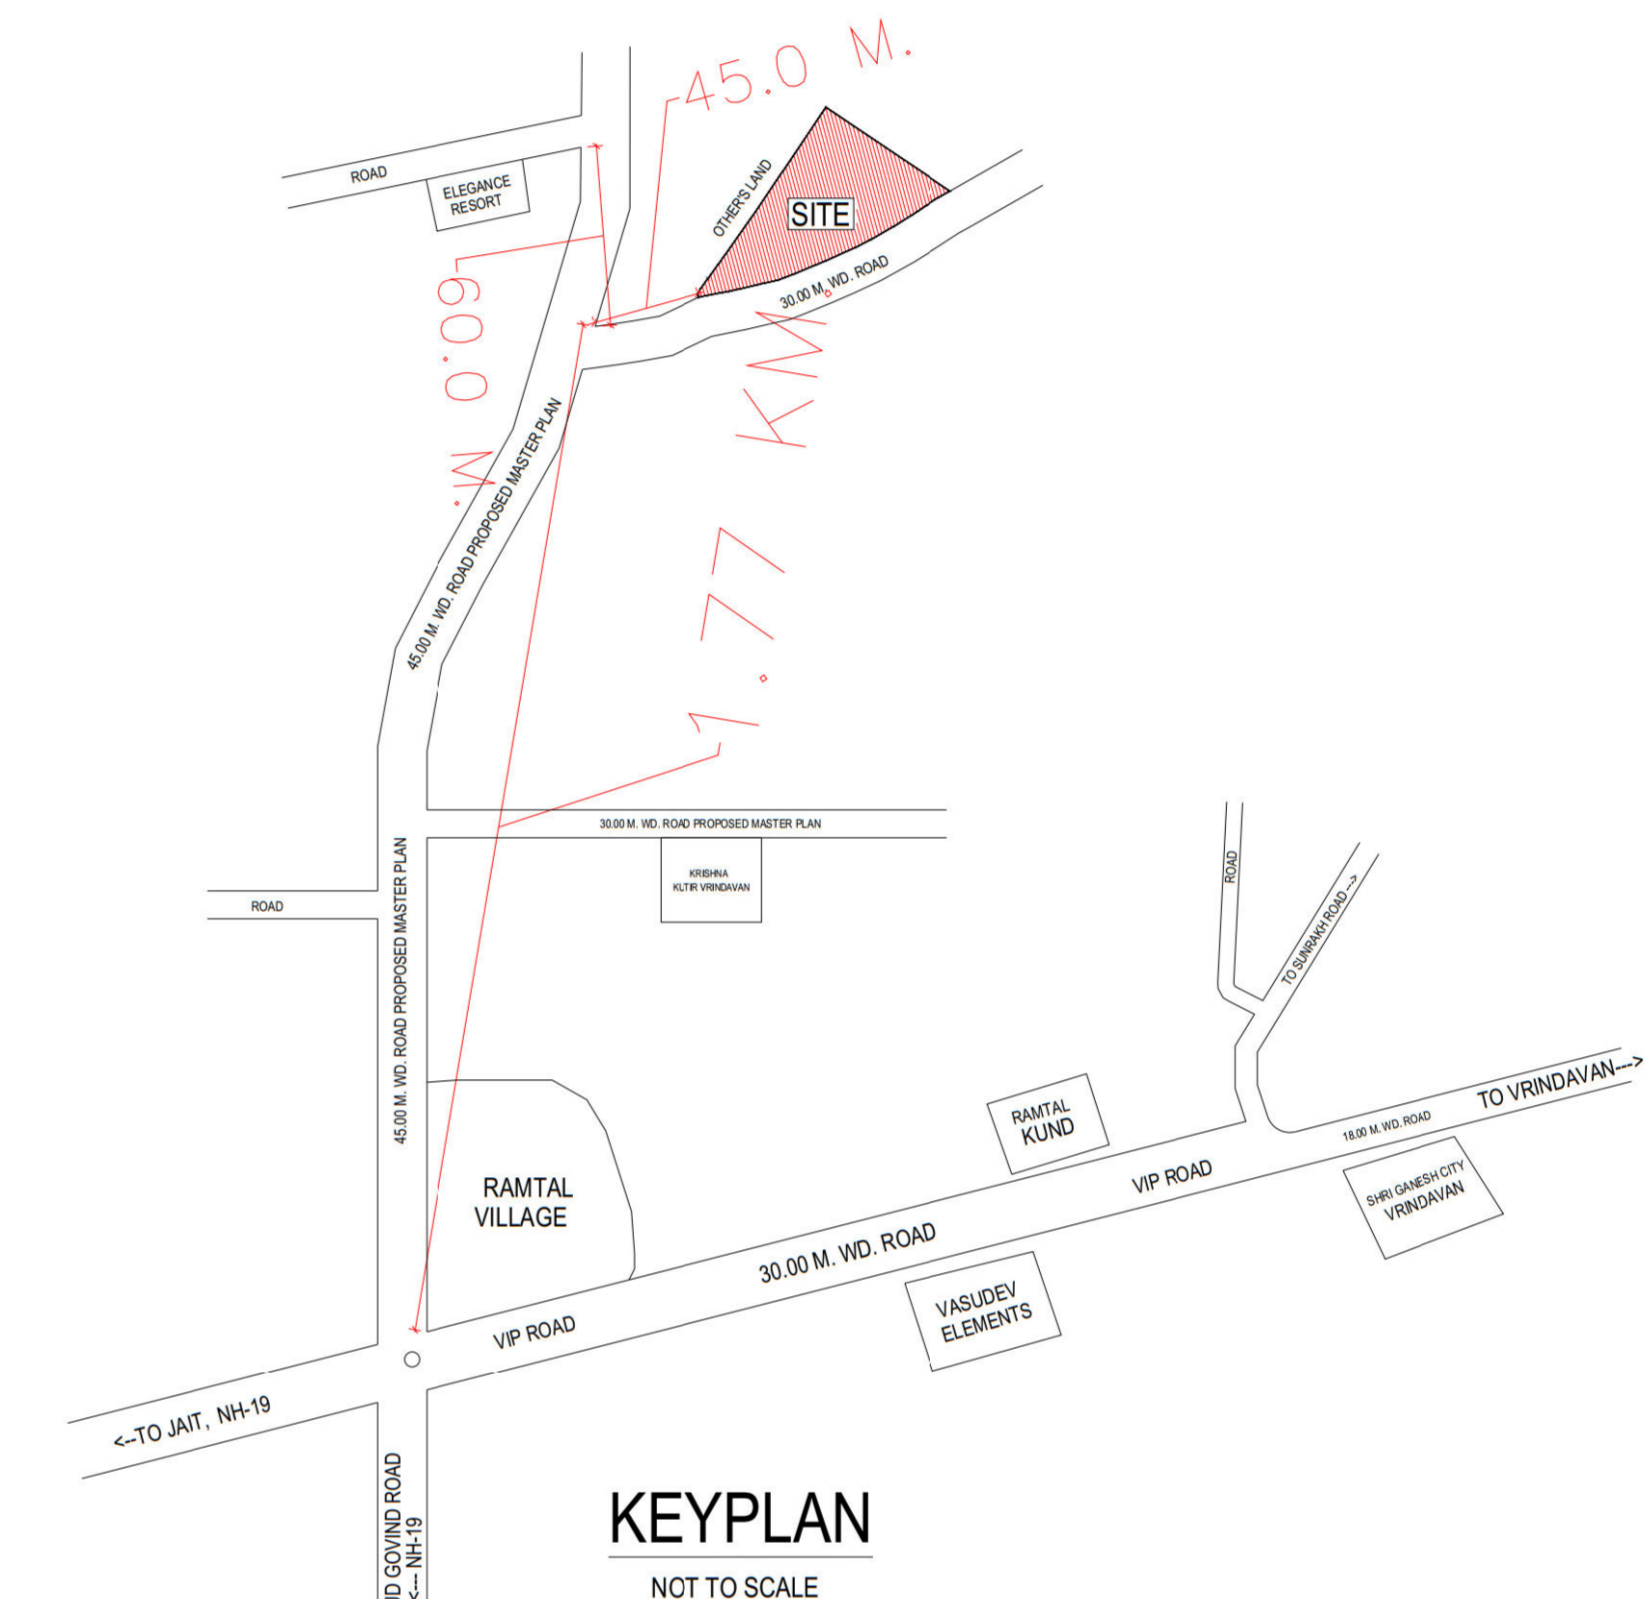 45.0 M.
ROAD
ELEGANCE
RESORT
OTHER'S LAND
SITE
30.00 M. WD. ROAD
60.0 M.
1.77 KM.
45.00 M. WD. ROAD PROPOSED MASTER PLAN
30.00 M. WD. ROAD PROPOSED MASTER PLAN
KRISHNA
KLTIR VRINDAVAN
ROAD
45.00 M. WD. ROAD PROPOSED MASTER PLAN
ROAD
TO SUNRAKH ROAD --->
RAMTAL
VILLAGE
RAMTAL
KUND
VIP ROAD
18.00 M. WD. ROAD
TO VRINDAVAN--->
SHRI GANESH CITY
VRINDAVAN
30.00 M. WD. ROAD
VASUDEV
ELEMENTS
VIP ROAD
<--TO JAIT, NH-19
GOVIND ROAD
<--- NH-19
KEYPLAN
NOT TO SCALE